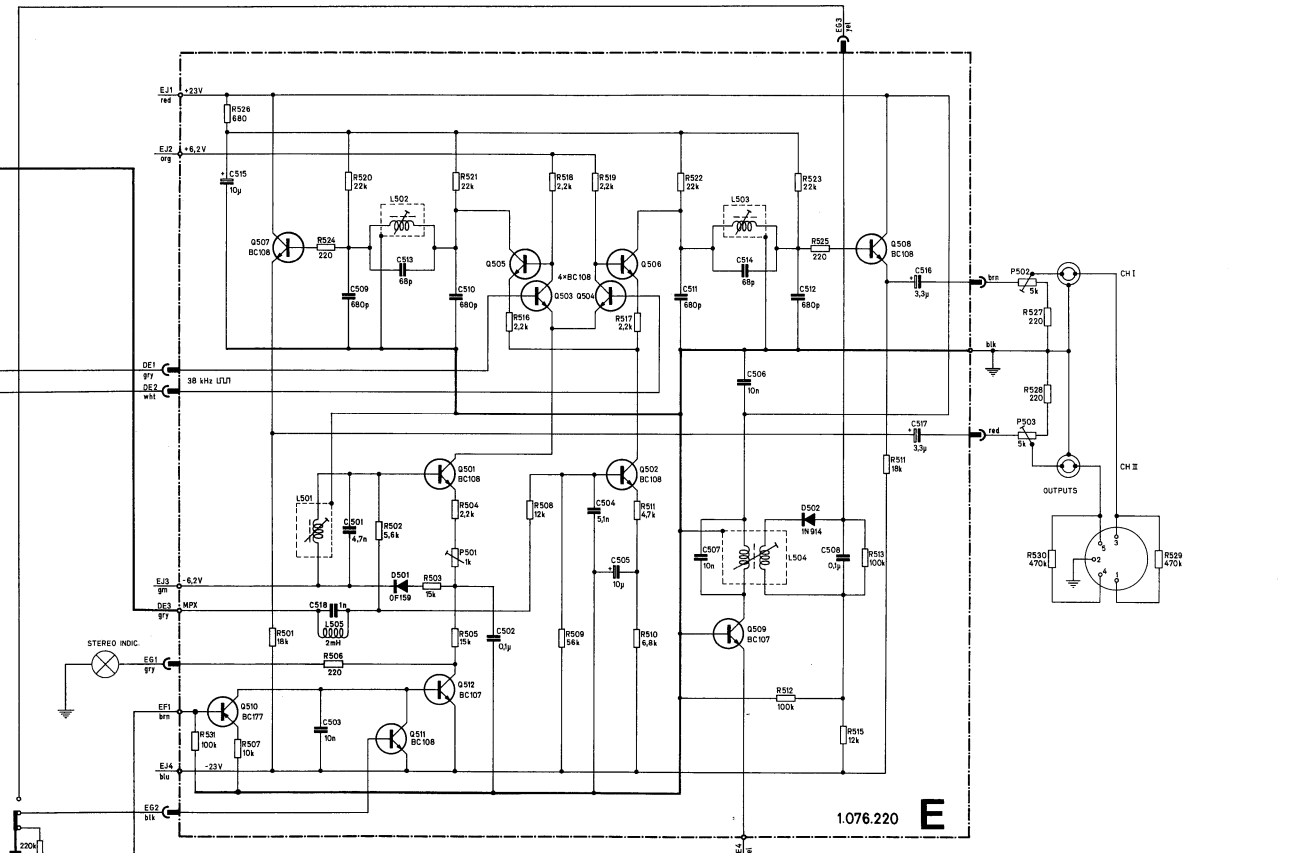 EG3
yel
EJ1 +23V
red
R526
680
EJ2 +6,2V
org
+ C515
10µ
R520
22k
R521
22k
R518
2,2k
R519
2,2k
R522
22k
R523
22k
L502
L503
Q507
BC108
R524
220
C513
68p
Q505
4×BC108
Q506
Q503
Q504
C514
68p
R525
220
Q508
BC108
C509
680p
C510
680p
R516
2,2k
R517
2,2k
C511
680p
C512
680p
+ C516
3,3µ
brn
P502
5k
CH I
R527
220
blk
DE1
gry
38 kHz
DE2
wht
C506
10n
R528
220
+ C517
3,3µ
red
P503
5k
CH II
OUTPUTS
Q501
BC108
Q502
BC108
R511
18k
L501
C501
4,7n
R502
5,6k
R504
2,2k
P501
1k
R508
12k
C504
5,1n
R511
4,7k
+ C505
10µ
D502
1N914
C507
10n
L504
C508
0,1µ
R513
100k
R530
470k
5
3
2
4
1
R529
470k
EJ3 -6,2V
grn
D501
OF159
R503
15k
DE3 MPX
gry
C518 1n
L505
2mH
R501
18k
R505
15k
C502
0,1µ
R509
56k
R510
6,8k
Q509
BC107
STEREO INDIC.
EG1
gry
R506
220
Q512
BC107
R512
100k
EF1
brn
Q510
BC177
R531
100k
R507
10k
C503
10n
Q511
BC108
R515
12k
EJ4 -23V
blu
EG2
blk
1.076.220 E
220k
E4